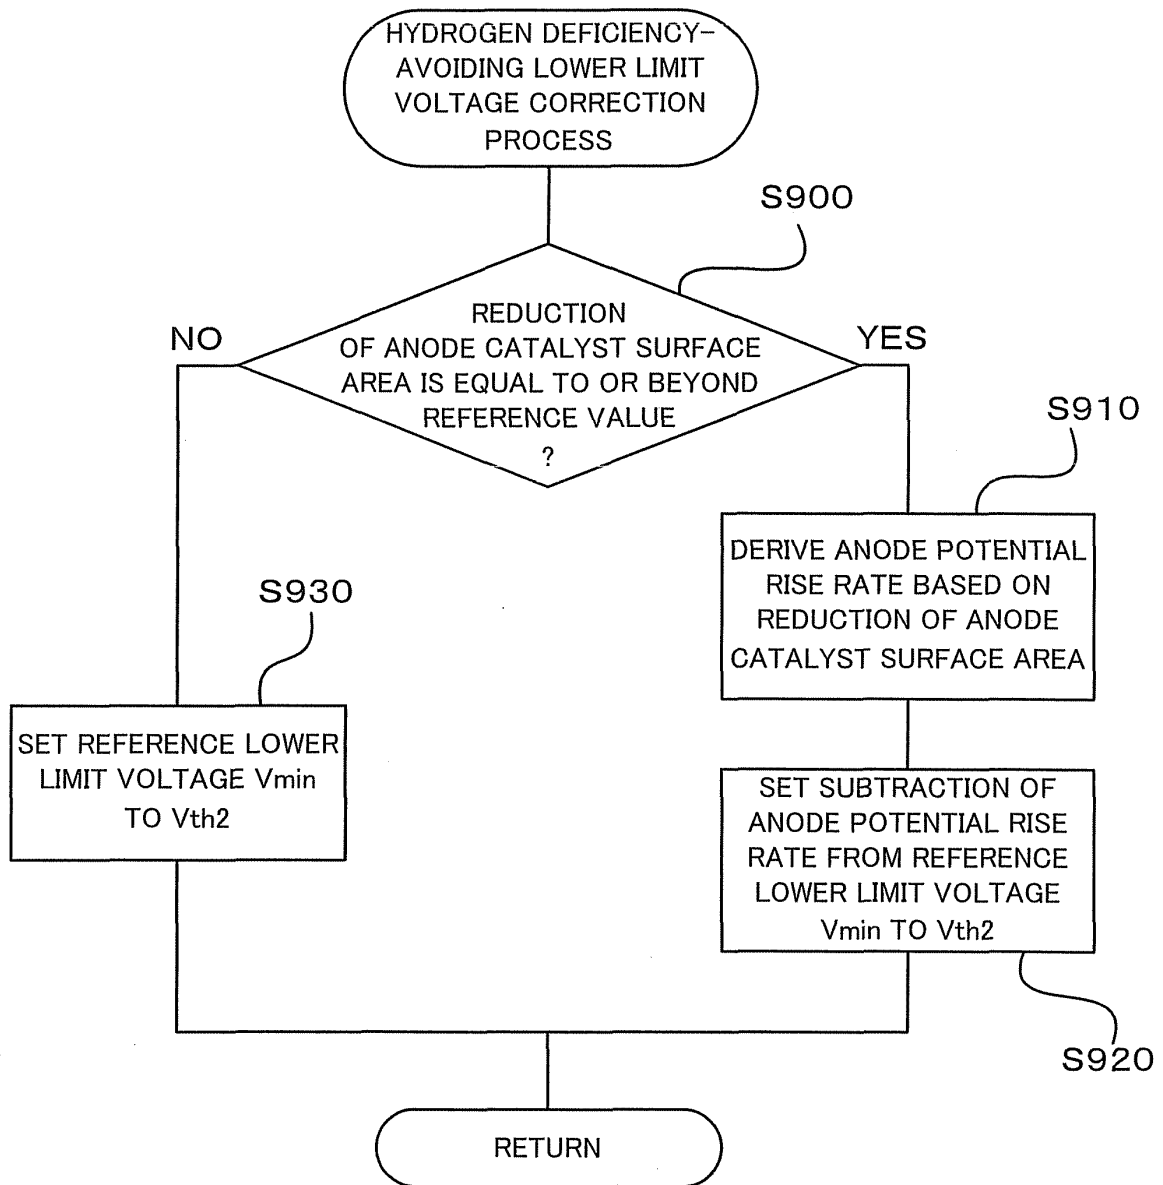 HYDROGEN DEFICIENCY-
AVOIDING LOWER LIMIT
VOLTAGE CORRECTION
PROCESS
S900
REDUCTION
OF ANODE CATALYST SURFACE
AREA IS EQUAL TO OR BEYOND
REFERENCE VALUE
?
NO
YES
S910
DERIVE ANODE POTENTIAL
RISE RATE BASED ON
REDUCTION OF ANODE
CATALYST SURFACE AREA
S930
SET REFERENCE LOWER
LIMIT VOLTAGE Vmin
TO Vth2
SET SUBTRACTION OF
ANODE POTENTIAL RISE
RATE FROM REFERENCE
LOWER LIMIT VOLTAGE
Vmin TO Vth2
S920
RETURN